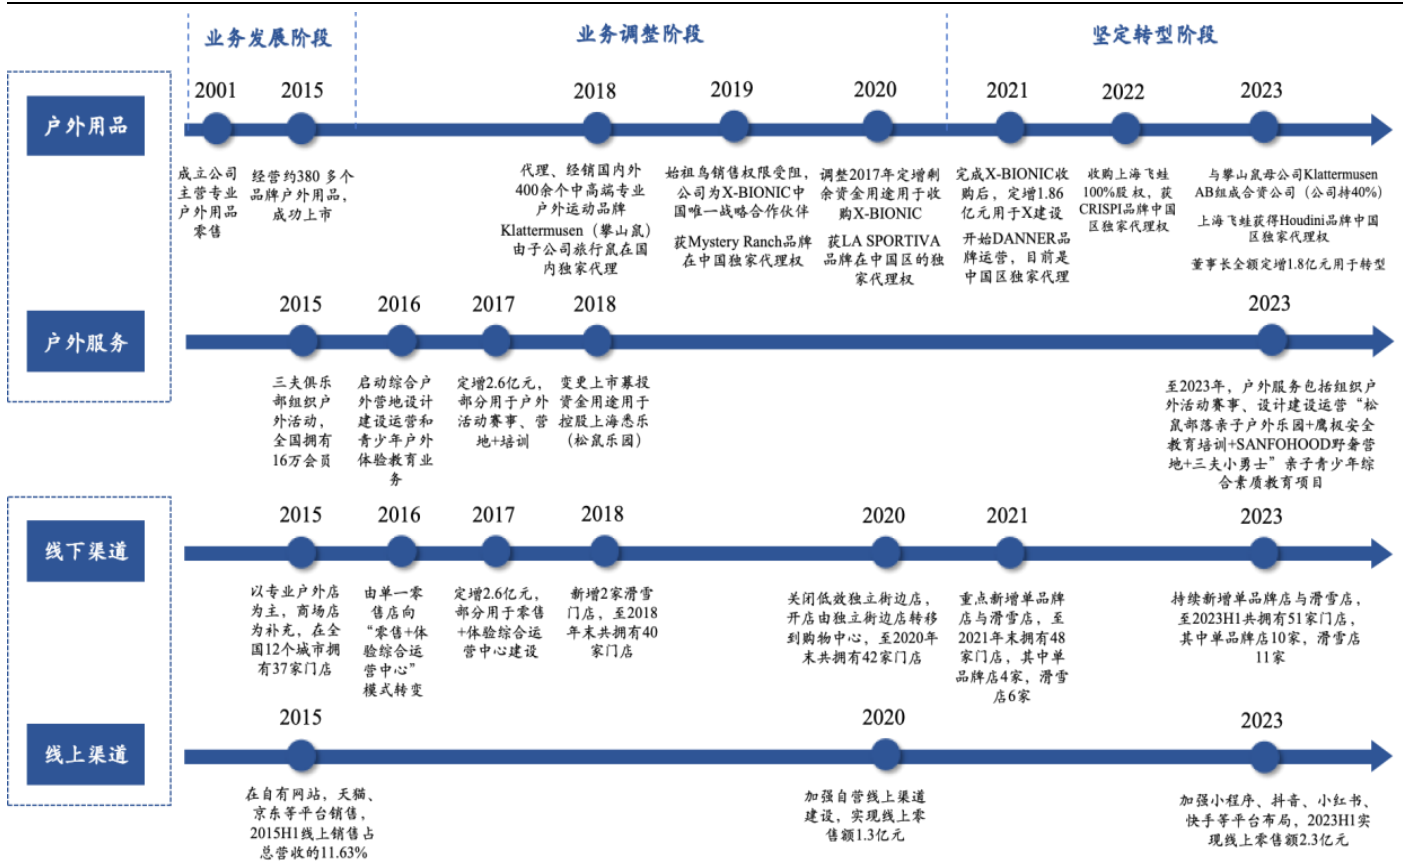 业务发展阶段
业务调整阶段
坚定转型阶段
户外用品
2001
成立公司
主营专业
户外用品
零售
2015
经营约380 多个
品牌户外用品，
成功上市
2018
代理、经销国内外
400余个中高端专业
户外运动品牌
Klattermusen（攀山鼠）
由子公司旅行鼠在国
内独家代理
2019
始祖鸟销售权限受阻，
公司为X-BIONIC中
国唯一战略合作伙伴
获Mystery Ranch品牌
在中国独家代理权
2020
调整2017年定增剩
余资金用途用于收
购X-BIONIC
获LA SPORTIVA
品牌在中国区的独
家代理权
2021
完成X-BIONIC收
购后，定增1.86
亿元用于X建设
开始DANNER品
牌运营，目前是
中国区独家代理
2022
收购上海飞蛙
100%股权，获
CRISPI品牌中国
区独家代理权
2023
与攀山鼠母公司Klattermusen
AB组成合资公司（公司持40%）
上海飞蛙获得Houdini品牌中国
区独家代理权
董事长全额定增1.8亿元用于转型
户外服务
2015
三夫俱乐
部组织户
外活动，
全国拥有
16万会员
2016
启动综合户
外营地设计
建设运营和
青少年户外
体验教育业
务
2017
定增2.6亿元，
部分用于户外
活动赛事、营
地+培训
2018
变更上市募投
资金用途用于
控股上海悉乐
（松鼠乐园）
2023
至2023年，户外服务包括组织户
外活动赛事、设计建设运营“松
鼠部落亲子户外乐园+鹰极安全
教育培训+SANFOHOOD野奢营
地+三夫小勇士”亲子青少年综
合素质教育项目
线下渠道
2015
以专业户外店
为主，商场店
为补充，在全
国12个城市拥
有37家门店
2016
由单一零
售店向
“零售+体
验综合运
营中心”
模式转变
2017
定增2.6亿元，
部分用于零售
+体验综合运
营中心建设
2018
新增2家滑雪
门店，至2018
年末共拥有40
家门店
2020
关闭低效独立街边店，
开店由独立街边店转移
到购物中心，至2020年
末共拥有42家门店
2021
重点新增单品牌
店与滑雪店，至
2021年末拥有48
家门店，其中单
品牌店4家，滑雪
店6家
2023
持续新增单品牌店与滑雪店，
至2023H1共拥有51家门店，
其中单品牌店10家，滑雪店
11家
线上渠道
2015
在自有网站，天猫、
京东等平台销售，
2015H1线上销售占
总营收的11.63%
2020
加强自营线上渠道
建设，实现线上零
售额1.3亿元
2023
加强小程序、抖音、小红书、
快手等平台布局，2023H1实
现线上零售额2.3亿元